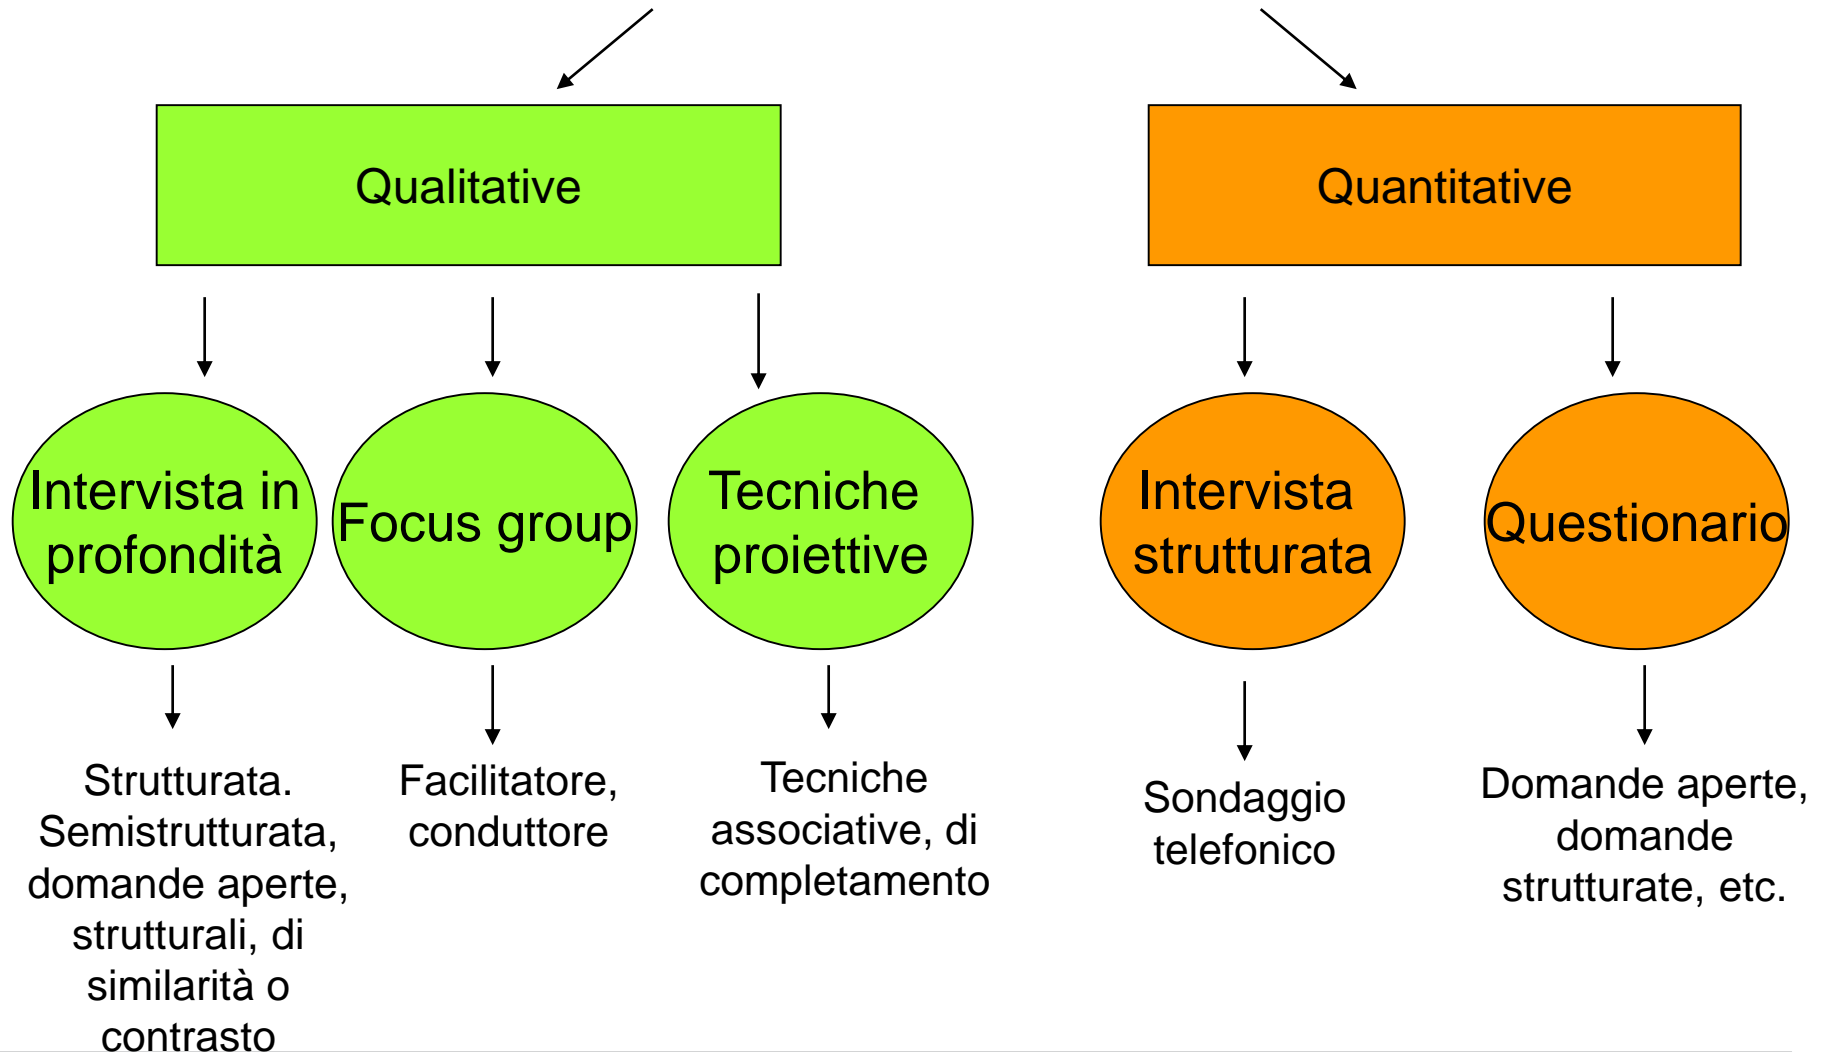 Qualitative
Quantitative
Intervista in
profondità
Focus group
Tecniche
proiettive
Intervista
strutturata
Questionario
Strutturata.
Semistrutturata,
domande aperte,
strutturali, di
similarità o
contrasto
Facilitatore,
conduttore
Tecniche
associative, di
completamento
Sondaggio
telefonico
Domande aperte,
domande
strutturate, etc.